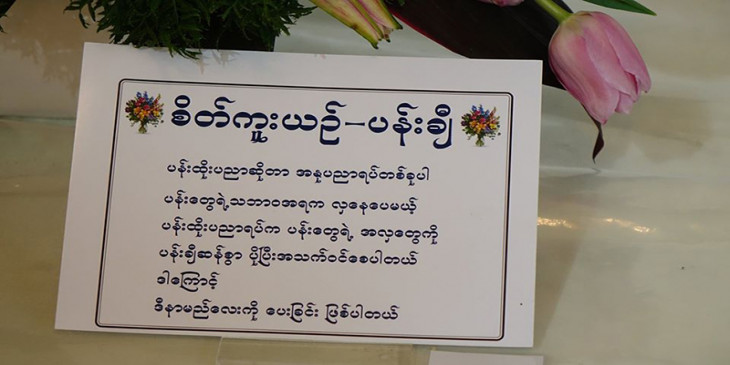 စိတ်ကူးယဉ်-ပန်းချီ
ပန်းထိုးပညာဆိုတာ အနုပညာရပ်တစ်ခုပါ
ပန်းတွေရဲ့သဘာဝအရက လှနေပေမယ့်
ပန်းထိုးပညာရပ်က ပန်းတွေရဲ့ အလှတွေကို
ပန်းချီဆန်စွာ ပိုပြီးအသက်ဝင်စေပါတယ်
ဒါကြောင့်
ဒီနာမည်လေးကို ပေးခြင်း ဖြစ်ပါတယ်